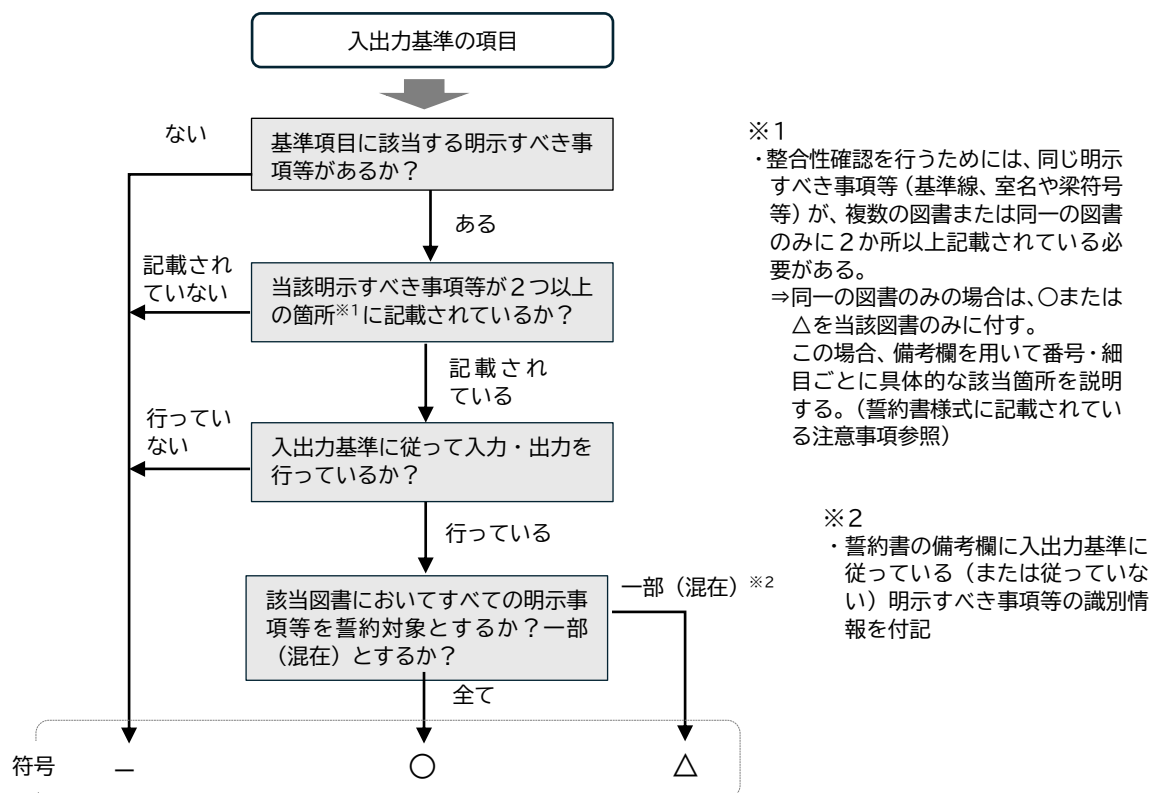 入出力基準の項目
ない
基準項目に該当する明示すべき事
項等があるか？
ある
記載され
ていない
当該明示すべき事項等が２つ以上
の箇所※1に記載されているか？
記載され
ている
行ってい
ない
入出力基準に従って入力・出力を
行っているか？
行っている
該当図書においてすべての明示事
項等を誓約対象とするか？一部
（混在）とするか？
一部（混在）※2
全て
符号
－
○
△
※１
・整合性確認を行うためには、同じ明示
すべき事項等（基準線、室名や梁符号
等）が、複数の図書または同一の図書
のみに２か所以上記載されている必
要がある。
⇒同一の図書のみの場合は、○または
△を当該図書のみに付す。
この場合、備考欄を用いて番号・細
目ごとに具体的な該当箇所を説明
する。（誓約書様式に記載されてい
る注意事項参照）
※２
・誓約書の備考欄に入出力基準に
従っている（または従っていな
い）明示すべき事項等の識別情
報を付記